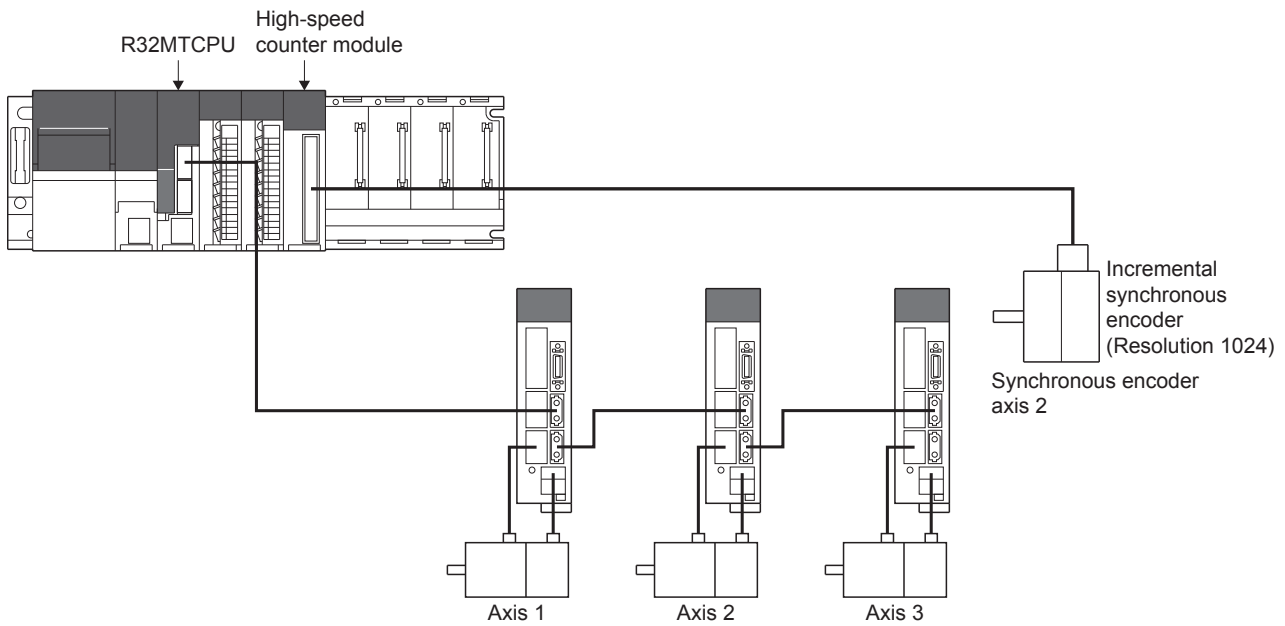 High-speed
counter module
R32MTCPU
Incremental
synchronous
encoder
(Resolution 1024)
Synchronous encoder
axis 2
Axis 1
Axis 2
Axis 3